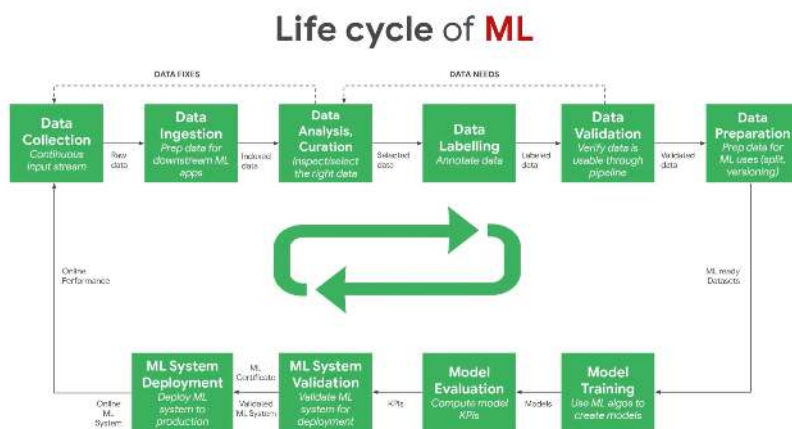 Life cycle of ML
DATA FIXES
DATA NEEDS
Data
Collection
Continuous
input stream
Raw
data
Data
Ingestion
Prep data for
downstream ML
apps
Indexed
data
Data
Analysis,
Curation
Inspect/select
the right data
Selected
data
Data
Labelling
Annotate data
Labeled
data
Data
Validation
Verify data is
usable through
pipeline
Validated
data
Data
Preparation
Prep data for
ML uses (split,
versioning)
Online
Performance
ML ready
Datasets
ML System
Deployment
Deploy ML
system to
production
Online
ML
System
ML
Certificate
Validated
ML System
ML System
Validation
Validate ML
system for
deployment
KPIs
Model
Evaluation
Compute model
KPIs
Models
Model
Training
Use ML algos to
create models